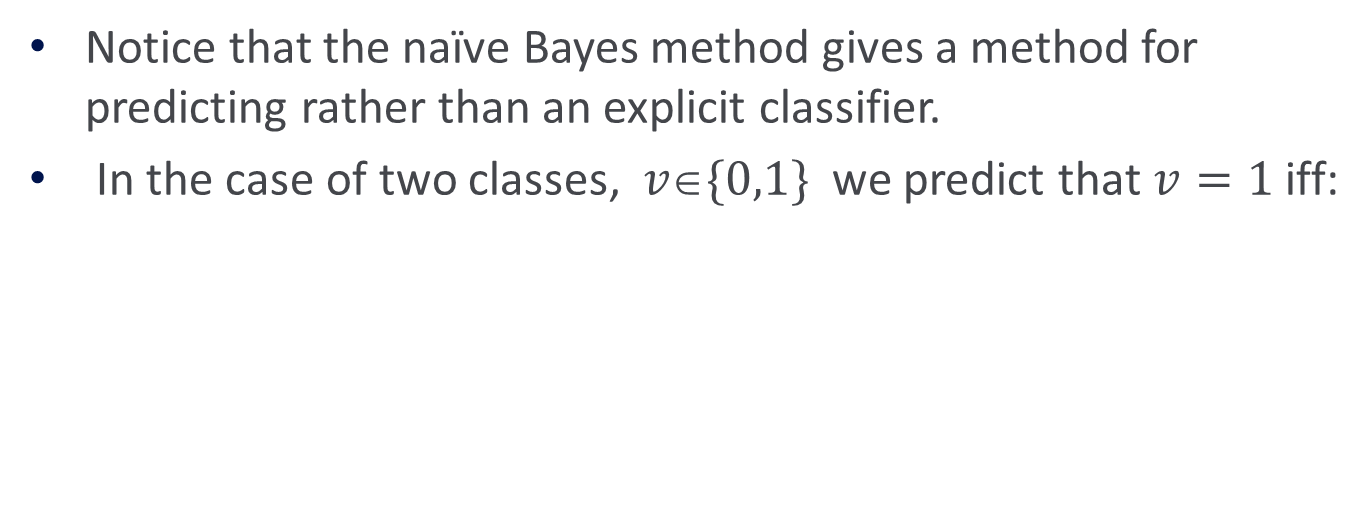 • Notice that the naïve Bayes method gives a method for
predicting rather than an explicit classifier.
• In the case of two classes, v∈{0,1} we predict that v = 1 iff: